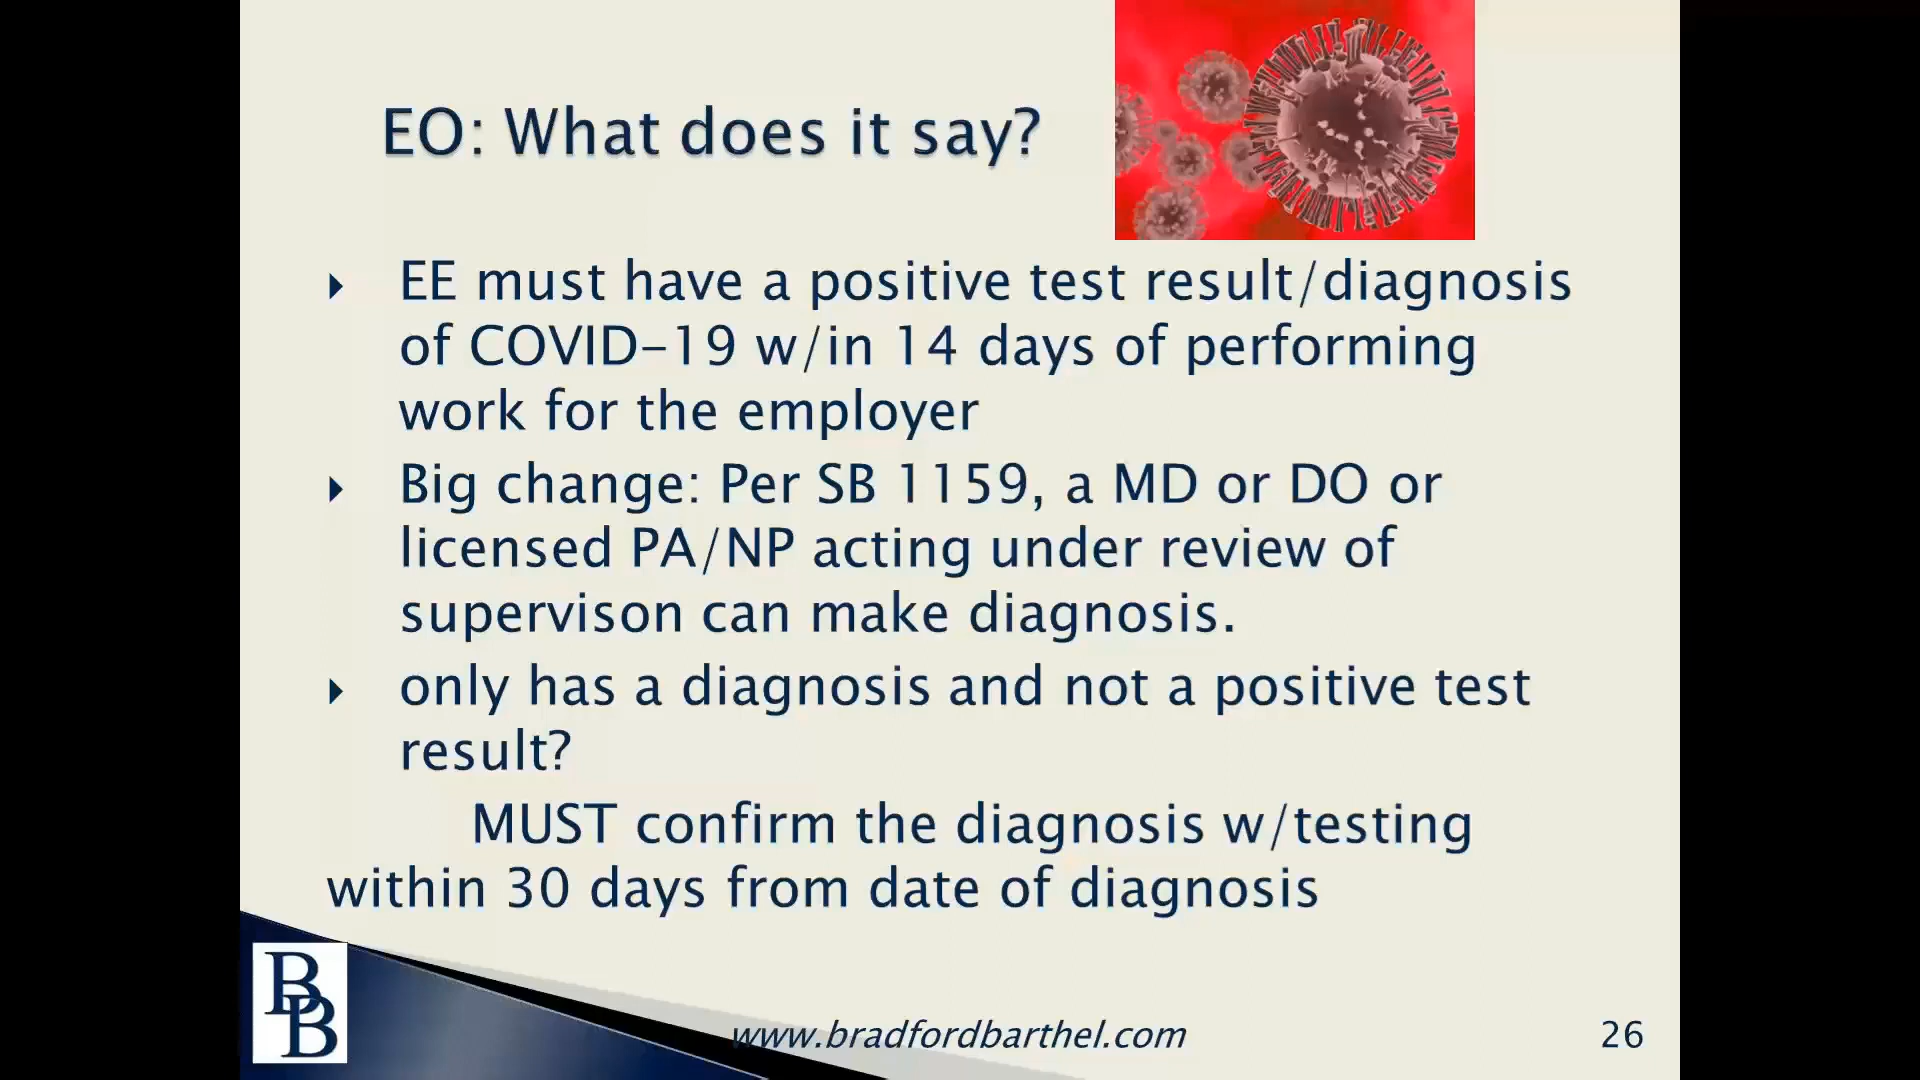 EO: What does it say?
EE must have a positive test result/diagnosis
of COVID-19 w/in 14 days of performing
work for the employer
Big change: Per SB 1159, a MD or DO or
licensed PA/NP acting under review of
supervison can make diagnosis.
only has a diagnosis and not a positive test
result?
MUST confirm the diagnosis w/testing
within 30 days from date of diagnosis
BB
www.bradfordbarthel.com
26